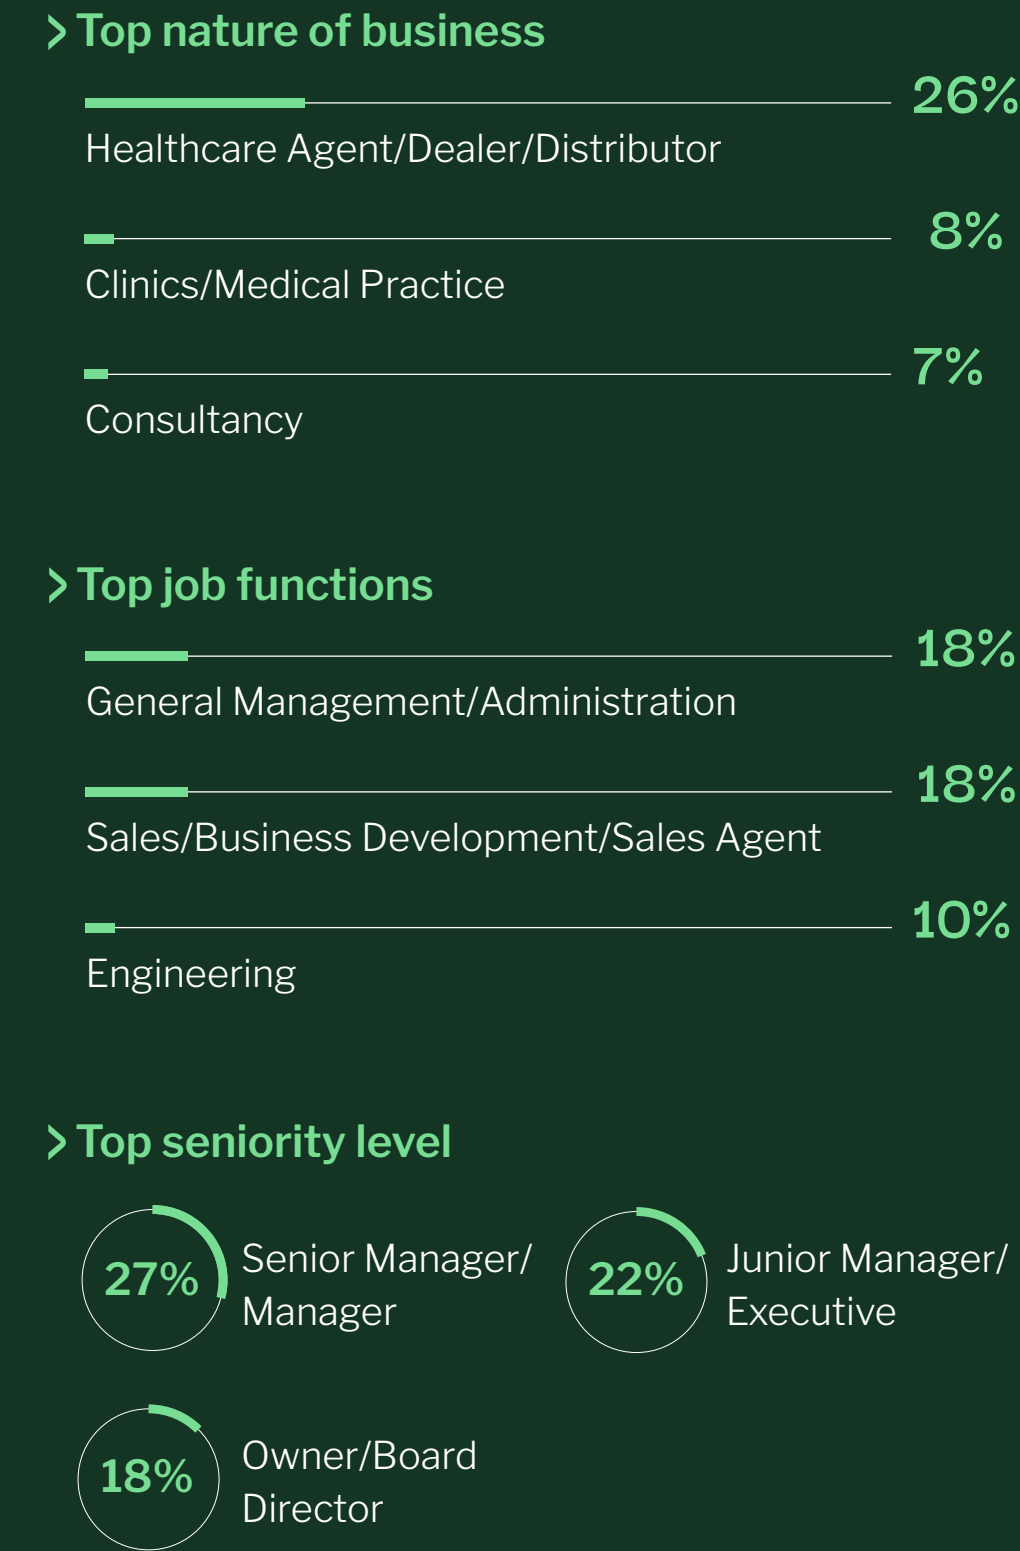 Top nature of business
26%
Healthcare Agent/Dealer/Distributor
8%
Clinics/Medical Practice
7%
Consultancy
Top job functions
18%
General Management/Administration
18%
Sales/Business Development/Sales Agent
10%
Engineering
Top seniority level
27%
Senior Manager/
Manager
22%
Junior Manager/
Executive
18%
Owner/Board
Director